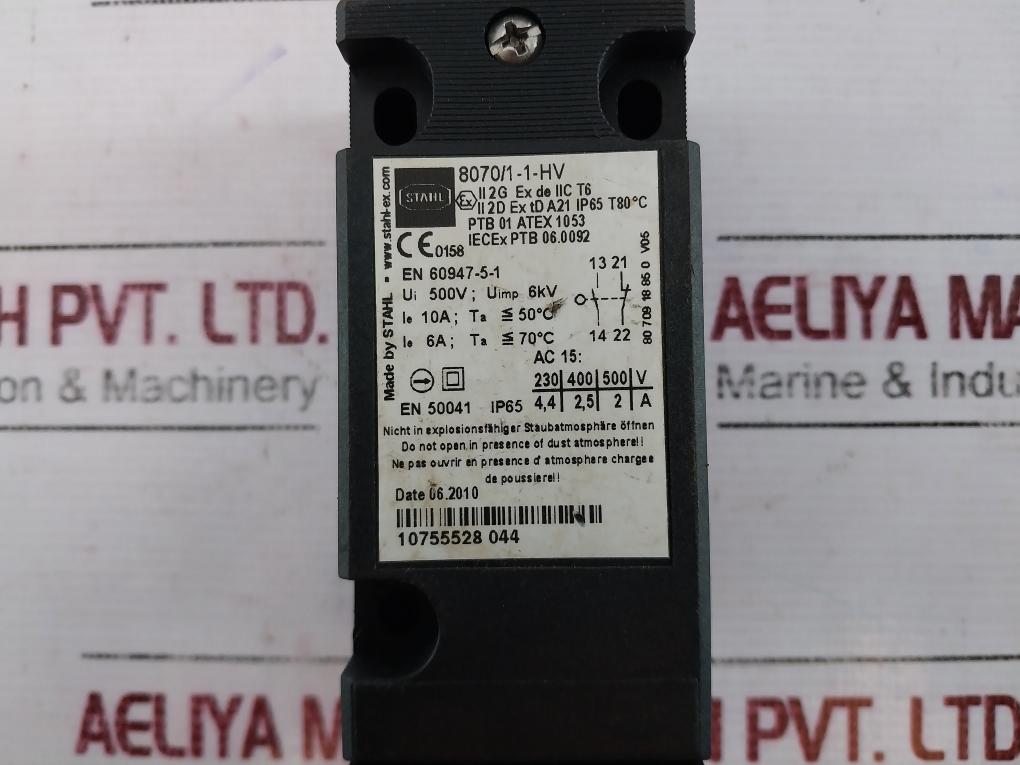 STAHL
8070/1-1-HV
Ex II 2G Ex de IIC T6
II 2D Ex tD A21 IP65 T80°C
PTB 01 ATEX 1053
IECEx PTB 06.0092
CE 0158
EN 60947-5-1
Ui 500V; Uimp 6kV
Ie 10A; Ta ≦ 50°C
Ie 6A; Ta ≦ 70°C
13 21
14 22
AC 15:
230 400 500 V
4,4 2,5 2 A
EN 50041 IP65
Nicht in explosionsfähiger Staubatmosphäre öffnen
Do not open in presence of dust atmosphere!!
Ne pas ouvrir en presence d' atmosphere chargee
de poussiere!!
Date 06.2010
10755528 044
Made by STAHL ▪ www.stahl-ex.com
80 709 18 85 0 V05
H PVT. LTD.
on & Machinery
AELIYA MA
Marine & Indu
AELIYA M
H PVT. LTD